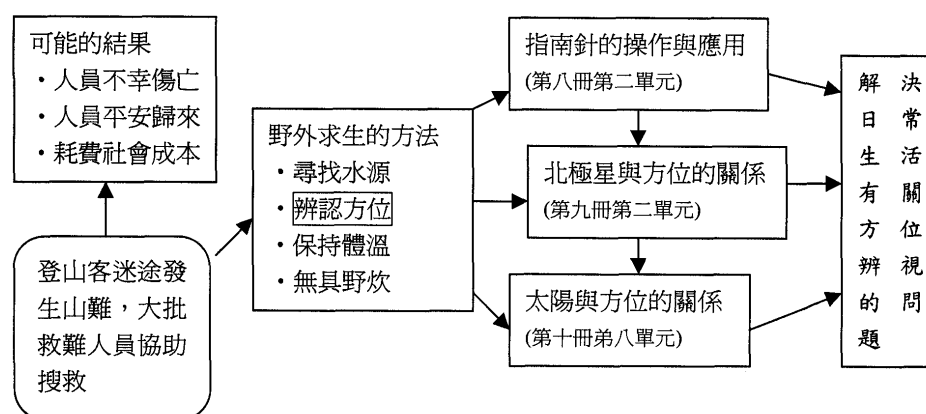 可能的結果
・人員不幸傷亡
・人員平安歸來
・耗費社會成本
登山客迷途發
生山難，大批
救難人員協助
搜救
野外求生的方法
・尋找水源
・辨認方位
・保持體溫
・無具野炊
指南針的操作與應用
(第八冊第二單元)
北極星與方位的關係
(第九冊第二單元)
太陽與方位的關係
(第十冊弟八單元)
解決
日常
生活
有關
方位
辨視
的問
題